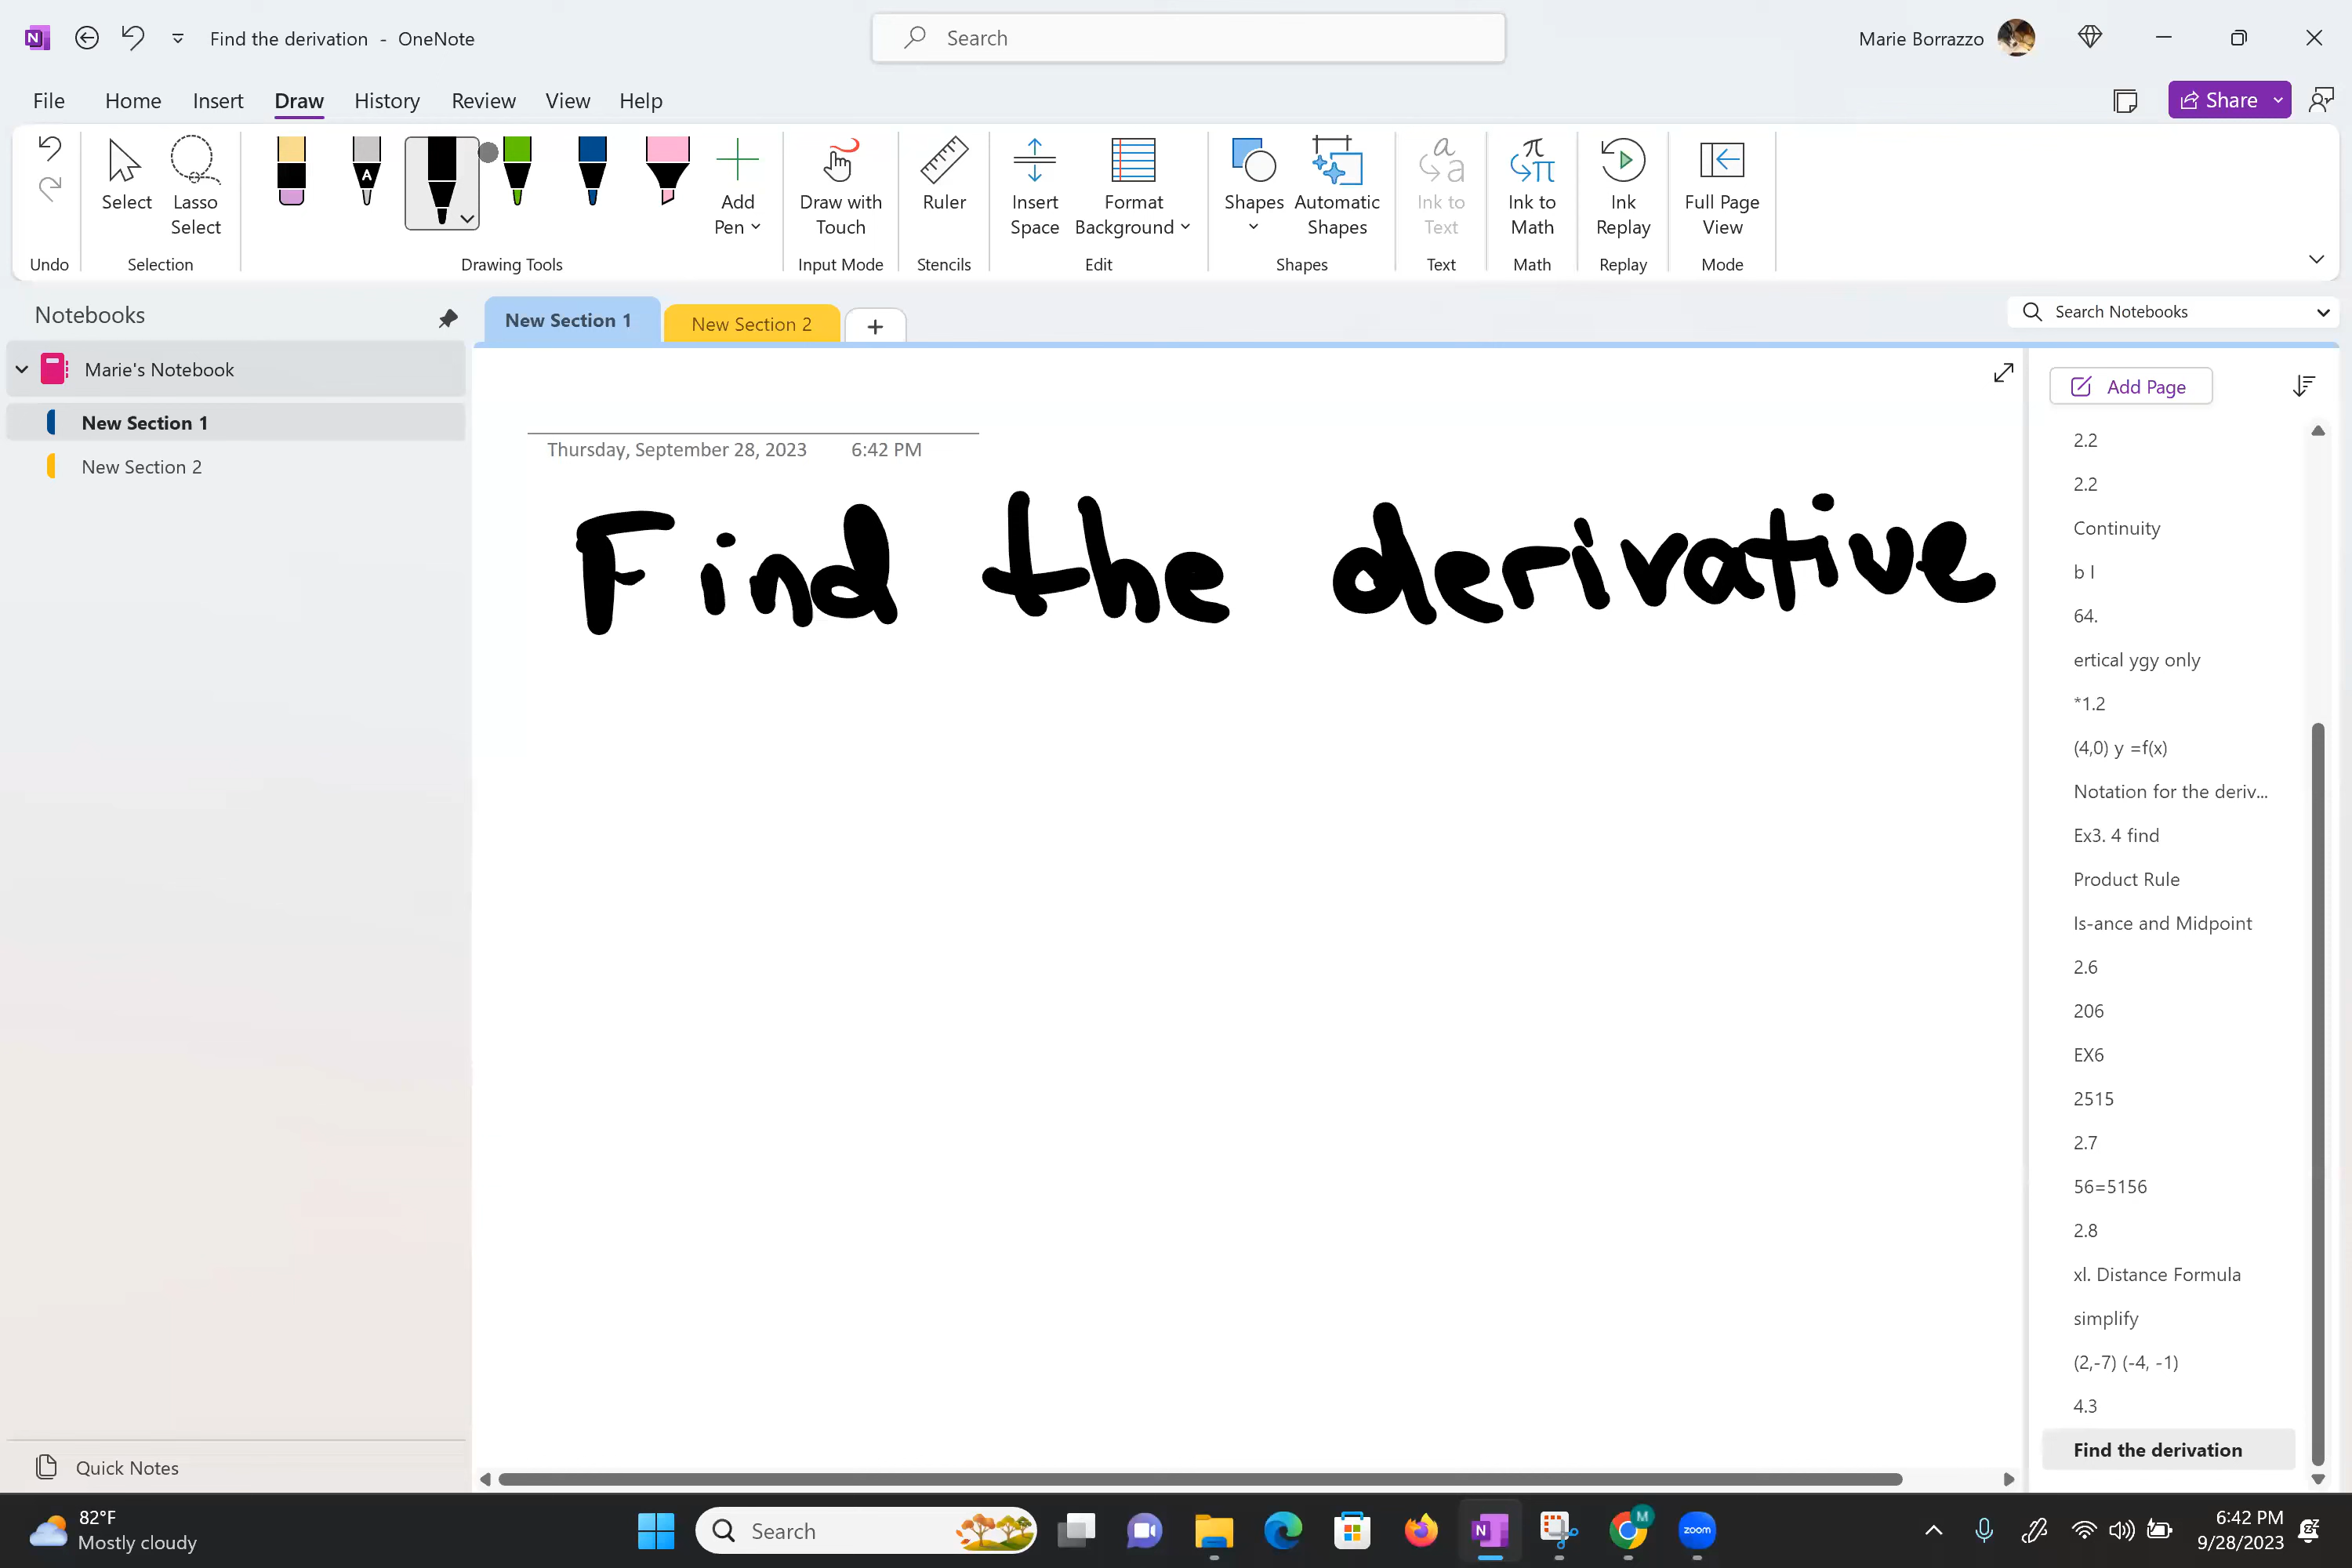 Find the derivation - OneNote
Search
Marie Borrazzo
File Home Insert Draw History Review View Help
Share
Select
Lasso Select
A
Add Pen
Draw with Touch
Ruler
Insert Space
Format Background
Shapes
Automatic Shapes
Ink to Text
Ink to Math
Ink Replay
Full Page View
Undo Selection Drawing Tools Input Mode Stencils Edit Shapes Text Math Replay Mode
Notebooks
New Section 1
New Section 2
+
Search Notebooks
Marie's Notebook
New Section 1
New Section 2
Quick Notes
Thursday, September 28, 2023 6:42 PM
Find the derivative
Add Page
2.2
2.2
Continuity
b I
64.
ertical ygy only
*1.2
(4,0) y =f(x)
Notation for the deriv...
Ex3. 4 find
Product Rule
Is-ance and Midpoint
2.6
206
EX6
2515
2.7
56=5156
2.8
xl. Distance Formula
simplify
(2,-7) (-4, -1)
4.3
Find the derivation
82°F
Mostly cloudy
Search
N
M
zoom
6:42 PM
9/28/2023